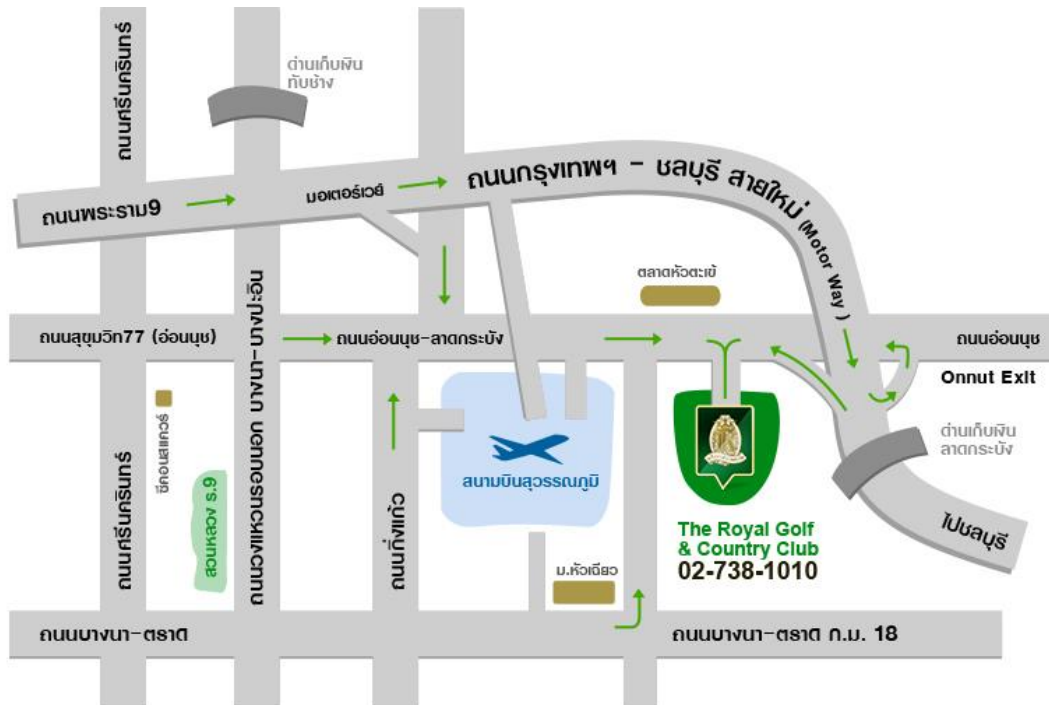 ถนนศรีนครินทร์
ด่านเก็บเงิน
ทับช้าง
ถนนพระราม9
มอเตอร์เวย์
ถนนกรุงเทพฯ - ชลบุรี สายใหม่ (Motor Way )
ตลาดหัวตะเข้
ถนนสุขุมวิท77 (อ่อนนุช)
ถนนอ่อนนุช-ลาดกระบัง
ถนนอ่อนนุช
Onnut Exit
ด่านเก็บเงิน
ลาดกระบัง
ซีคอนสแควร์
ถนนศรีนครินทร์
สวนหลวง ร.9
ถนนวงแหวนรอบนอก บางนา-บางปะอิน
ถนนกิ่งแก้ว
สนามบินสุวรรณภูมิ
The Royal Golf
& Country Club
02-738-1010
ไปชลบุรี
ม.หัวเฉียว
ถนนบางนา-ตราด
ถนนบางนา-ตราด ก.ม. 18